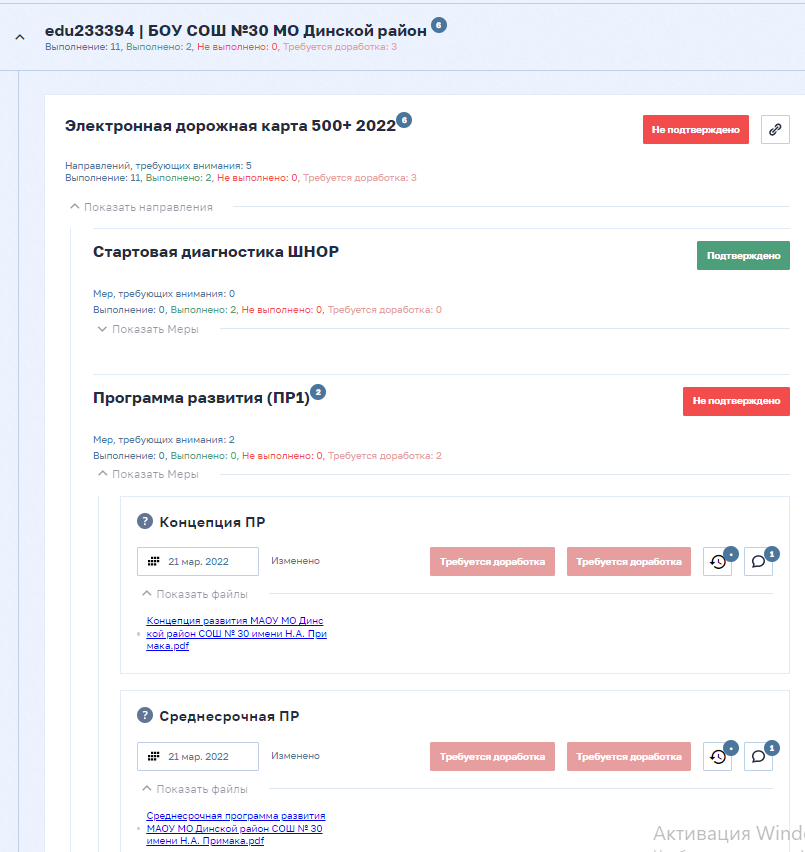 edu233394 | БОУ СОШ №30 МО Динской район 6
Выполнение: 11, Выполнено: 2, Не выполнено: 0, Требуется доработка: 3
Электронная дорожная карта 500+ 2022 6
Не подтверждено
Направлений, требующих внимания: 5
Выполнение: 11, Выполнено: 2, Не выполнено: 0, Требуется доработка: 3
Показать направления
Стартовая диагностика ШНОР
Подтверждено
Мер, требующих внимания: 0
Выполнение: 0, Выполнено: 2, Не выполнено: 0, Требуется доработка: 0
Показать Меры
Программа развития (ПР1) 2
Не подтверждено
Мер, требующих внимания: 2
Выполнение: 0, Выполнено: 0, Не выполнено: 0, Требуется доработка: 2
Показать Меры
? Концепция ПР
21 мар. 2022 Изменено Требуется доработка Требуется доработка 1
Показать файлы
Концепция развития МАОУ МО Динс
кой район СОШ № 30 имени Н.А. При
мака.pdf
? Среднесрочная ПР
21 мар. 2022 Изменено Требуется доработка Требуется доработка 1
Показать файлы
Среднесрочная программа развития
МАОУ МО Динской район СОШ № 30
имени Н.А. Примака.pdf
Активация Windo